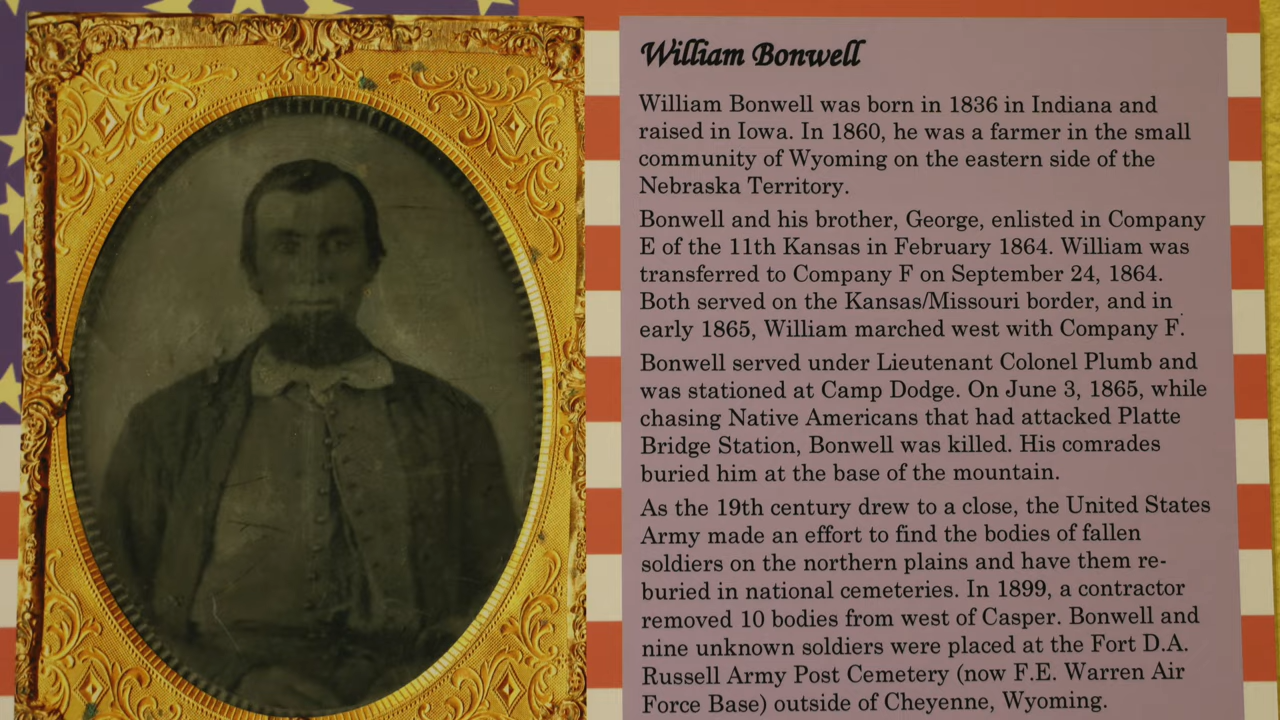 William Bonwell
William Bonwell was born in 1836 in Indiana and
raised in Iowa. In 1860, he was a farmer in the small
community of Wyoming on the eastern side of the
Nebraska Territory.
Bonwell and his brother, George, enlisted in Company
E of the 11th Kansas in February 1864. William was
transferred to Company F on September 24, 1864.
Both served on the Kansas/Missouri border, and in
early 1865, William marched west with Company F.
Bonwell served under Lieutenant Colonel Plumb and
was stationed at Camp Dodge. On June 3, 1865, while
chasing Native Americans that had attacked Platte
Bridge Station, Bonwell was killed. His comrades
buried him at the base of the mountain.
As the 19th century drew to a close, the United States
Army made an effort to find the bodies of fallen
soldiers on the northern plains and have them re-
buried in national cemeteries. In 1899, a contractor
removed 10 bodies from west of Casper. Bonwell and
nine unknown soldiers were placed at the Fort D.A.
Russell Army Post Cemetery (now F.E. Warren Air
Force Base) outside of Cheyenne, Wyoming.